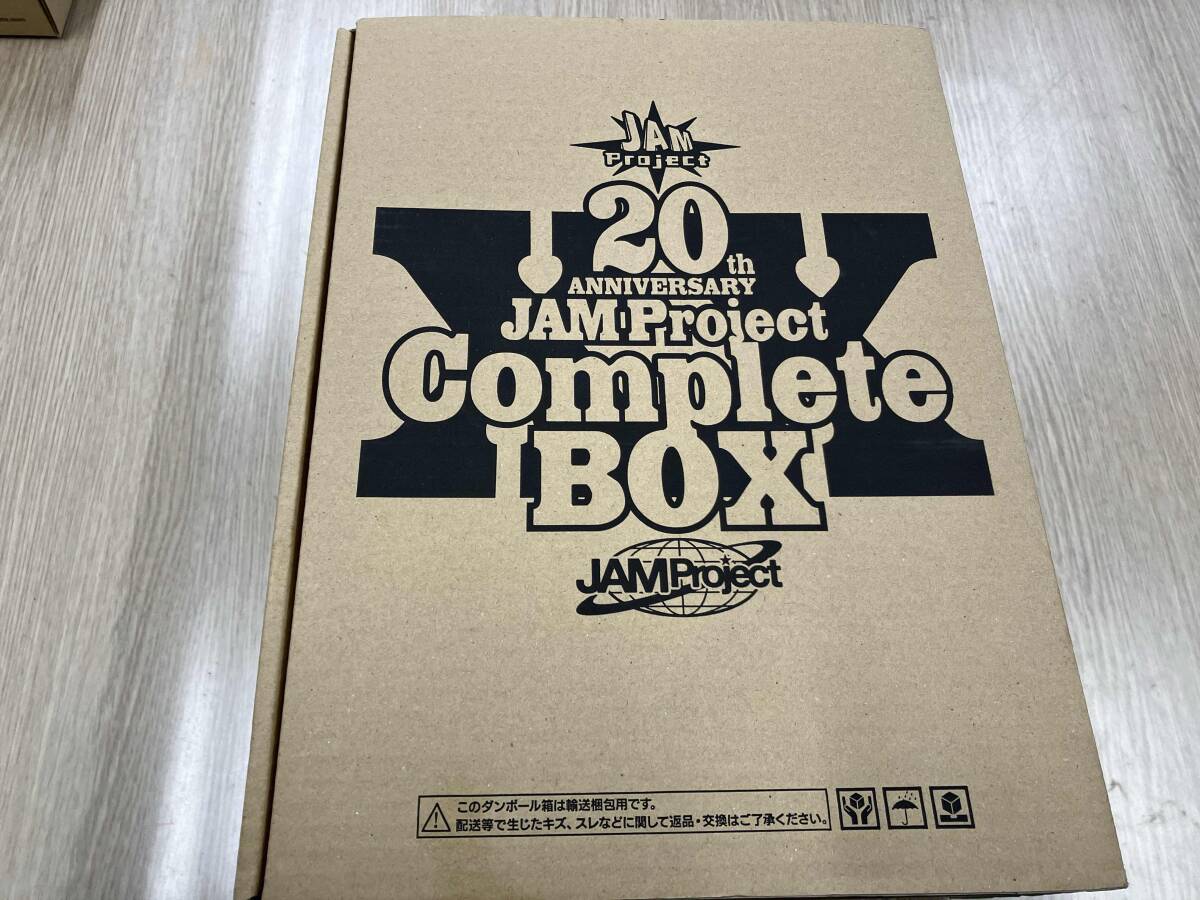 JAM
Project
20th
ANNIVERSARY
JAM Project
Complete
BOX
JAM Project
このダンボール箱は輸送梱包用です。
配送等で生じたキズ、スレなどに関して返品・交換はご了承ください。